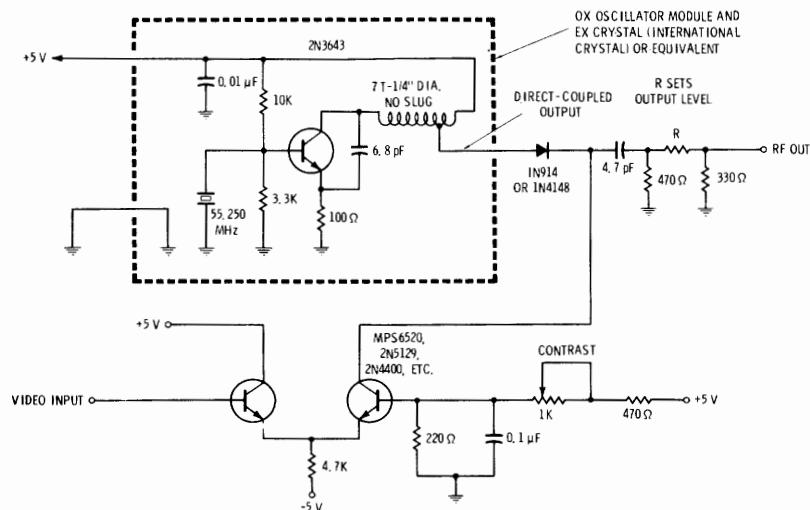 OX OSCILLATOR MODULE AND
EX CRYSTAL (INTERNATIONAL
CRYSTAL) OR EQUIVALENT
+5 V
2N3643
0.01 µF
10K
7 T-1/4" DIA.
NO SLUG
DIRECT-COUPLED
OUTPUT
R SETS
OUTPUT LEVEL
6.8 pF
R
RF OUT
4.7 pF
IN914
OR 1N4148
470 Ω
330 Ω
55.250
MHz
3.3K
100 Ω
+5 V
MPS6520,
2N5129,
2N4400, ETC.
CONTRAST
VIDEO INPUT
1K
470 Ω
+5 V
220 Ω
0.1 µF
4.7K
-5 V